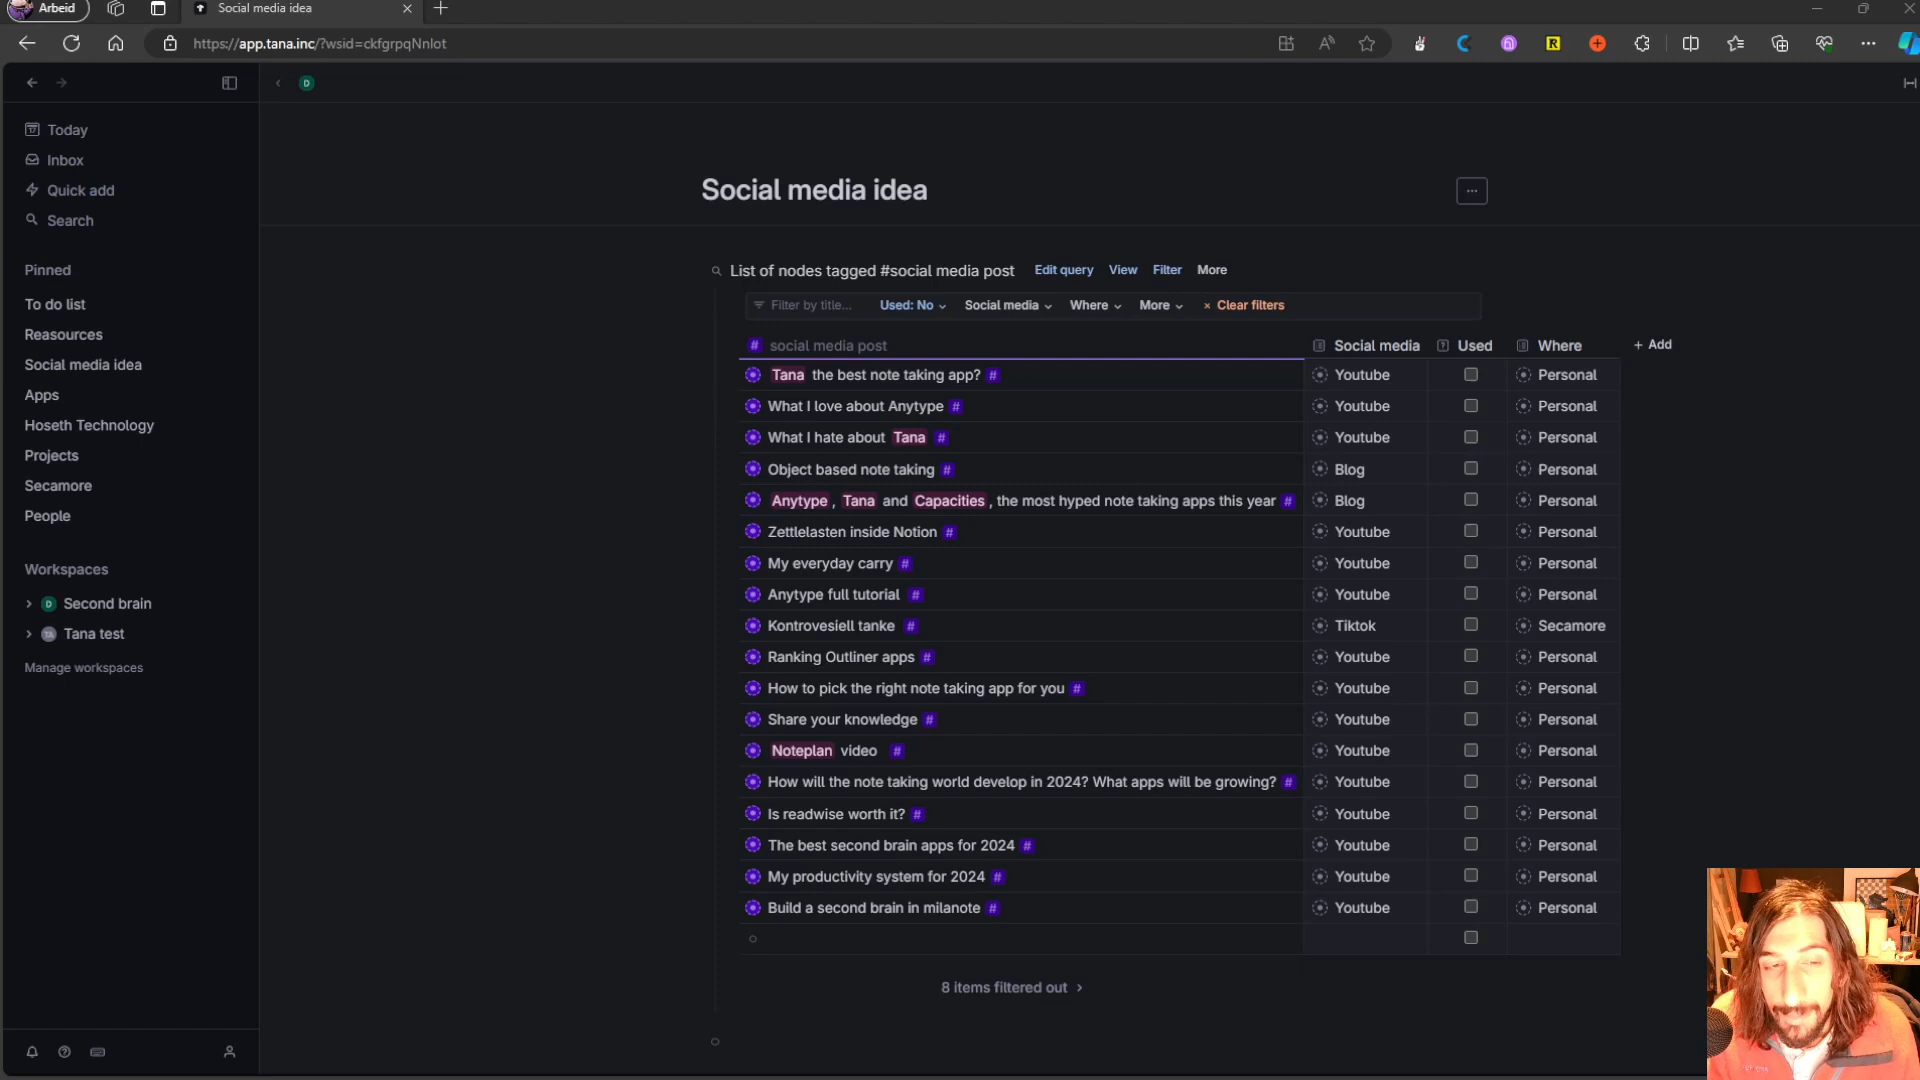 Arbeid
Social media idea
https://app.tana.inc/?wsid=ckfgrpqNnlot
D
Today
Inbox
Quick add
Search
Pinned
To do list
Reasources
Social media idea
Apps
Hoseth Technology
Projects
Secamore
People
Workspaces
D Second brain
TA Tana test
Manage workspaces
Social media idea
List of nodes tagged #social media post Edit query View Filter More
Filter by title... Used: No Social media Where More × Clear filters
# social media post Social media Used Where + Add
Tana the best note taking app? # Youtube Personal
What I love about Anytype # Youtube Personal
What I hate about Tana # Youtube Personal
Object based note taking # Blog Personal
Anytype , Tana and Capacities , the most hyped note taking apps this year # Blog Personal
Zettlelasten inside Notion # Youtube Personal
My everyday carry # Youtube Personal
Anytype full tutorial # Youtube Personal
Kontrovesiell tanke # Tiktok Secamore
Ranking Outliner apps # Youtube Personal
How to pick the right note taking app for you # Youtube Personal
Share your knowledge # Youtube Personal
Noteplan video # Youtube Personal
How will the note taking world develop in 2024? What apps will be growing? # Youtube Personal
Is readwise worth it? # Youtube Personal
The best second brain apps for 2024 # Youtube Personal
My productivity system for 2024 # Youtube Personal
Build a second brain in milanote # Youtube Personal
8 items filtered out >